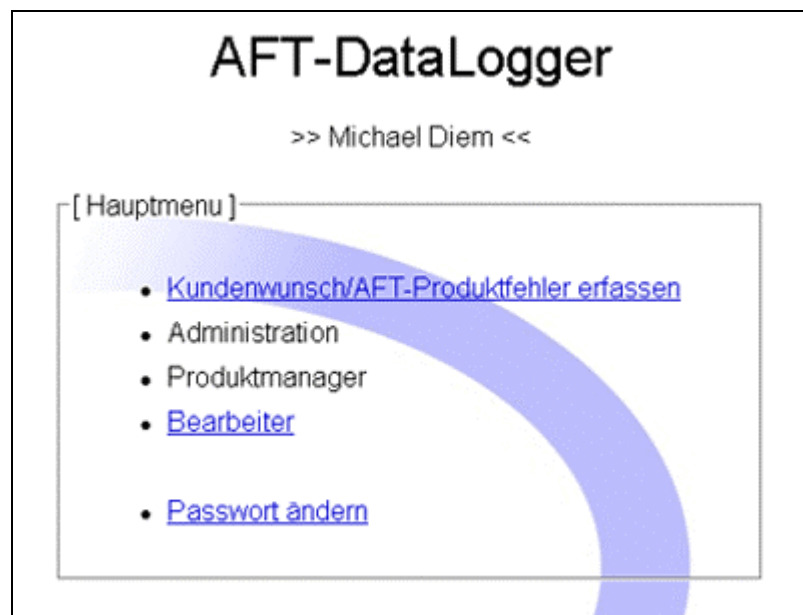 AFT-DataLogger
>> Michael Diem <<
[ Hauptmenu ]
Kundenwunsch/AFT-Produktfehler erfassen
Administration
Produktmanager
Bearbeiter
Passwort ändern